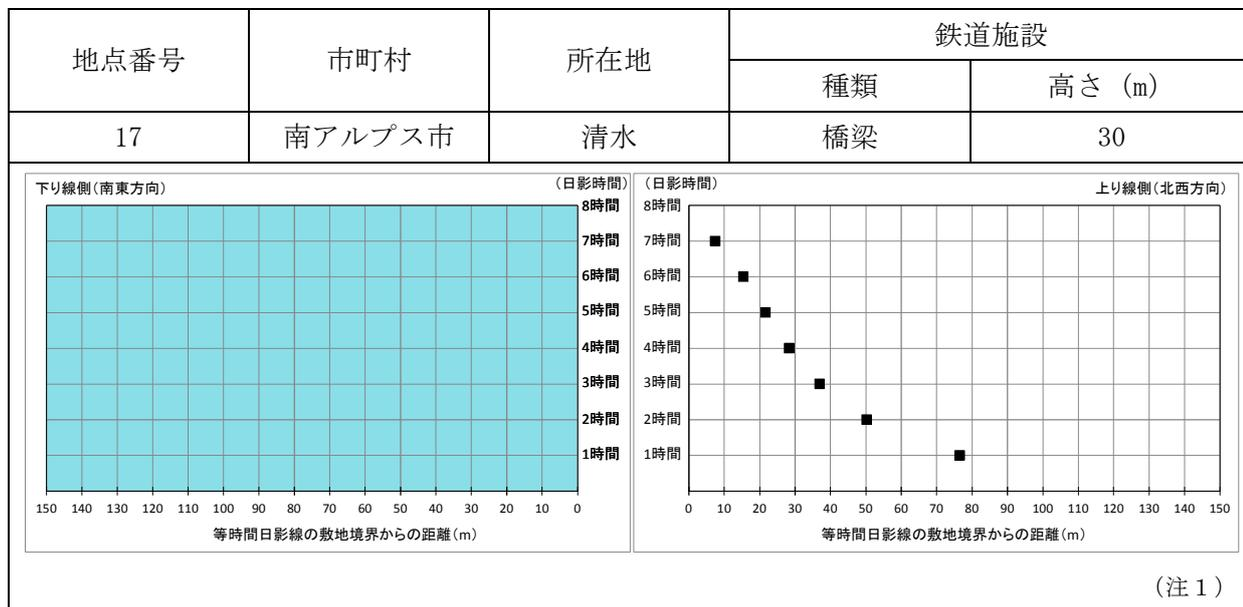 地点番号 市町村 所在地 鉄道施設
種類 高さ（m）
17 南アルプス市 清水 橋梁 30
下り線側(南東方向) (日影時間)
8時間
7時間
6時間
5時間
4時間
3時間
2時間
1時間
150 140 130 120 110 100 90 80 70 60 50 40 30 20 10 0
等時間日影線の敷地境界からの距離(m)
(日影時間) 上り線側(北西方向)
8時間
7時間
6時間
5時間
4時間
3時間
2時間
1時間
0 10 20 30 40 50 60 70 80 90 100 110 120 130 140 150
等時間日影線の敷地境界からの距離(m)
（注１）